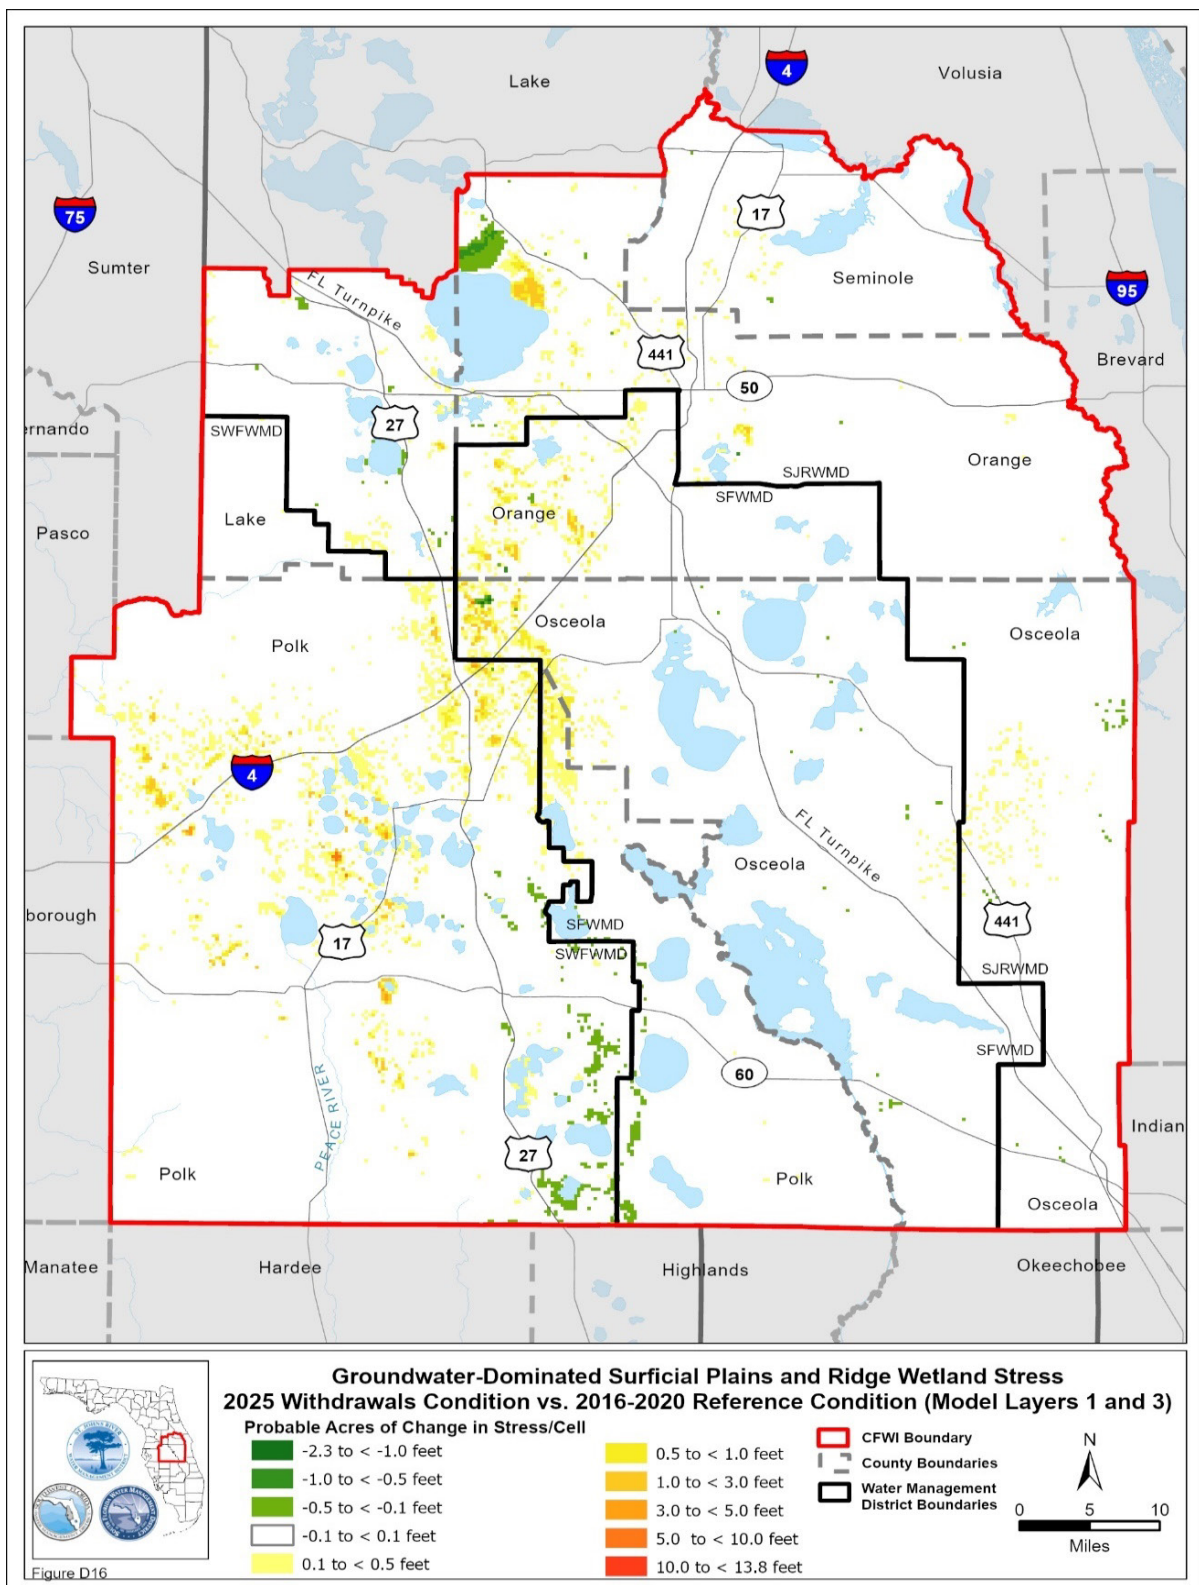 Lake
4
Volusia
75
17
Sumter
Seminole
FL Turnpike
95
441
Brevard
50
27
ernando
SWFWMD
Orange
SJRWMD
SFWMD
Lake
Orange
Pasco
Osceola
Osceola
Polk
4
FL Turnpike
Osceola
borough
441
SFWMD
17
SWFWMD
SJRWMD
SFWMD
60
PEACE RIVER
Indian
27
Polk
Polk
Osceola
Manatee
Hardee
Highlands
Okeechobee
Groundwater-Dominated Surficial Plains and Ridge Wetland Stress
2025 Withdrawals Condition vs. 2016-2020 Reference Condition (Model Layers 1 and 3)
Probable Acres of Change in Stress/Cell
-2.3 to < -1.0 feet
-1.0 to < -0.5 feet
-0.5 to < -0.1 feet
-0.1 to < 0.1 feet
0.1 to < 0.5 feet
0.5 to < 1.0 feet
1.0 to < 3.0 feet
3.0 to < 5.0 feet
5.0 to < 10.0 feet
10.0 to < 13.8 feet
CFWI Boundary
County Boundaries
Water Management
District Boundaries
N
0 5 10
Miles
Figure D16